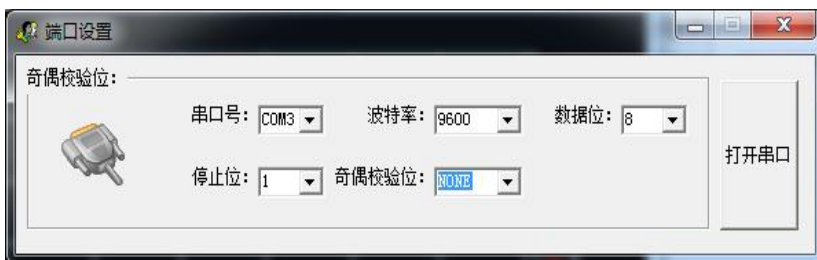 端口设置
奇偶校验位：
串口号： COM3 波特率： 9600 数据位： 8
打开串口
停止位： 1 奇偶校验位： NONE